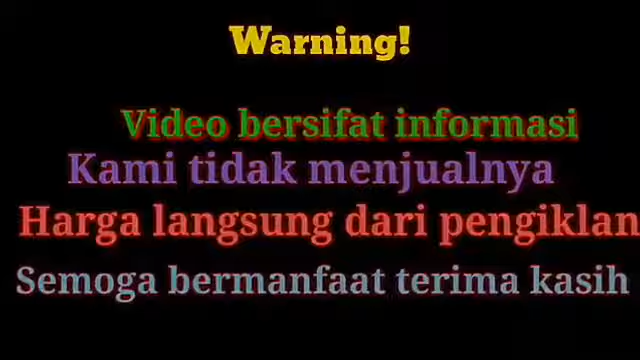 Warning!
Video bersifat informasi
Kami tidak menjualnya
Harga langsung dari pengiklan
Semoga bermanfaat terima kasih